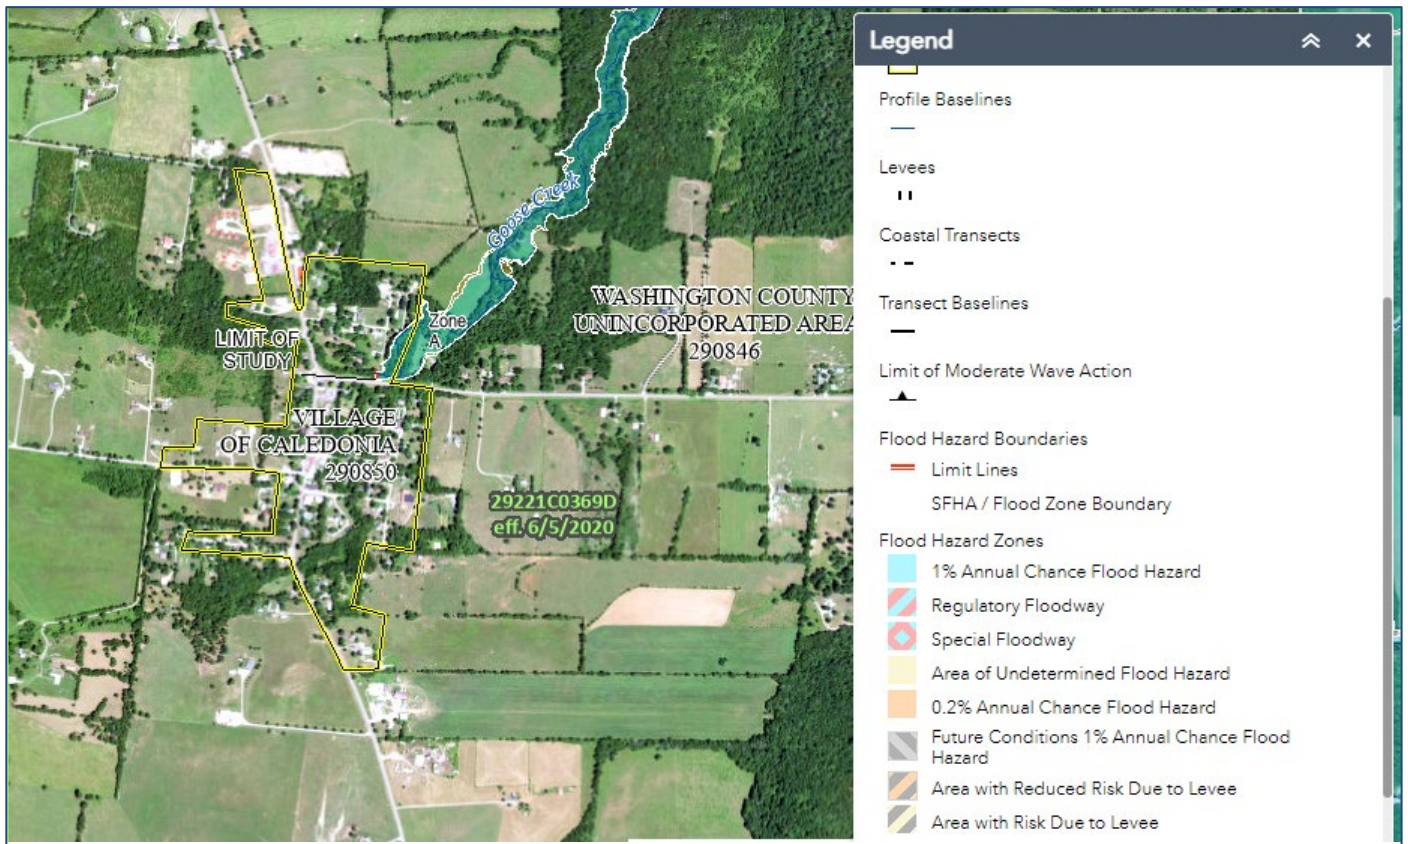 Goose Creek
WASHINGTON COUNTY
UNINCORPORATED AREA
290846
Zone
A
LIMIT OF
STUDY
VILLAGE
OF CALEDONIA
290850
29221C0369D
eff. 6/5/2020
Legend
Profile Baselines
Levees
Coastal Transects
Transect Baselines
Limit of Moderate Wave Action
Flood Hazard Boundaries
Limit Lines
SFHA / Flood Zone Boundary
Flood Hazard Zones
1% Annual Chance Flood Hazard
Regulatory Floodway
Special Floodway
Area of Undetermined Flood Hazard
0.2% Annual Chance Flood Hazard
Future Conditions 1% Annual Chance Flood
Hazard
Area with Reduced Risk Due to Levee
Area with Risk Due to Levee